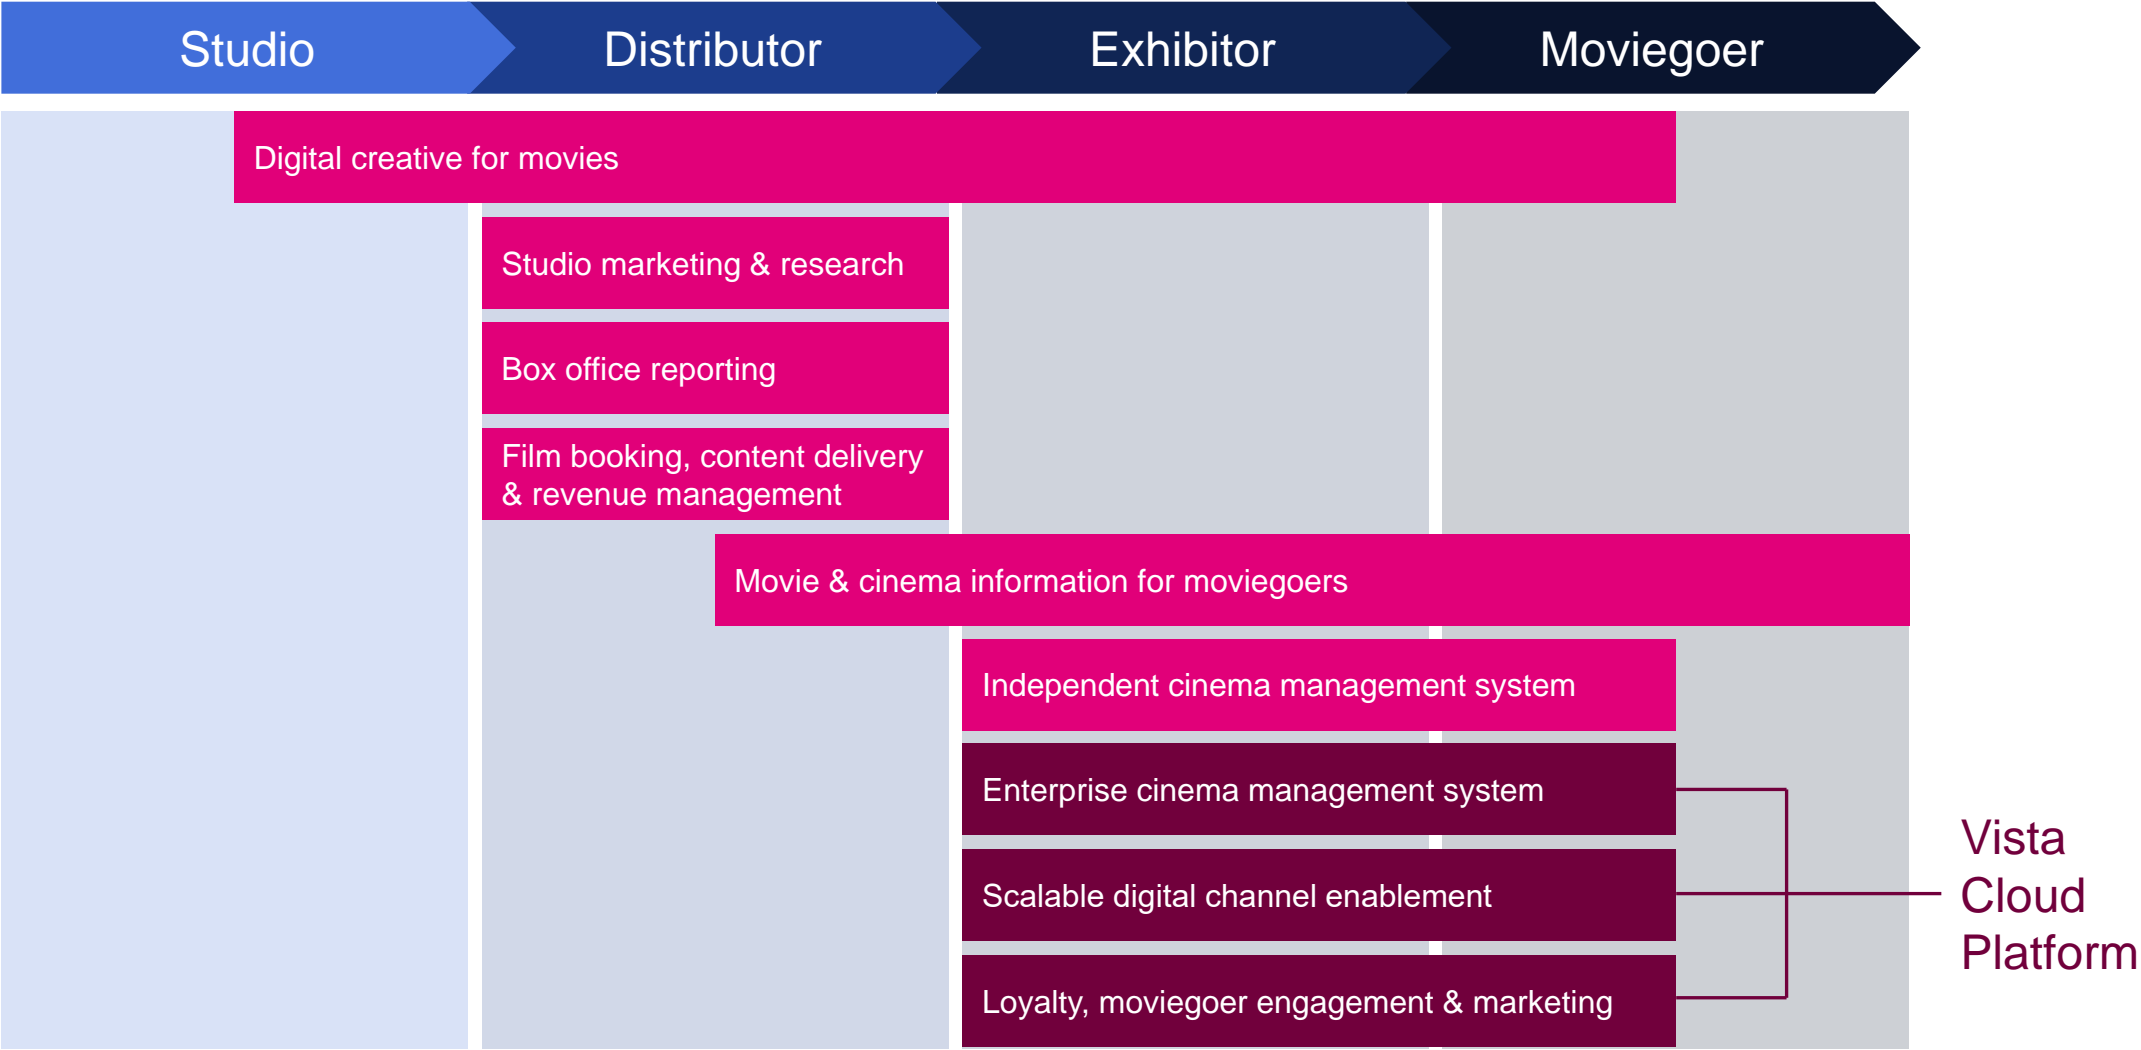 Studio
Distributor
Exhibitor
Moviegoer
Digital creative for movies
Studio marketing & research
Box office reporting
Film booking, content delivery
& revenue management
Movie & cinema information for moviegoers
Independent cinema management system
Enterprise cinema management system
Scalable digital channel enablement
Loyalty, moviegoer engagement & marketing
Vista
Cloud
Platform